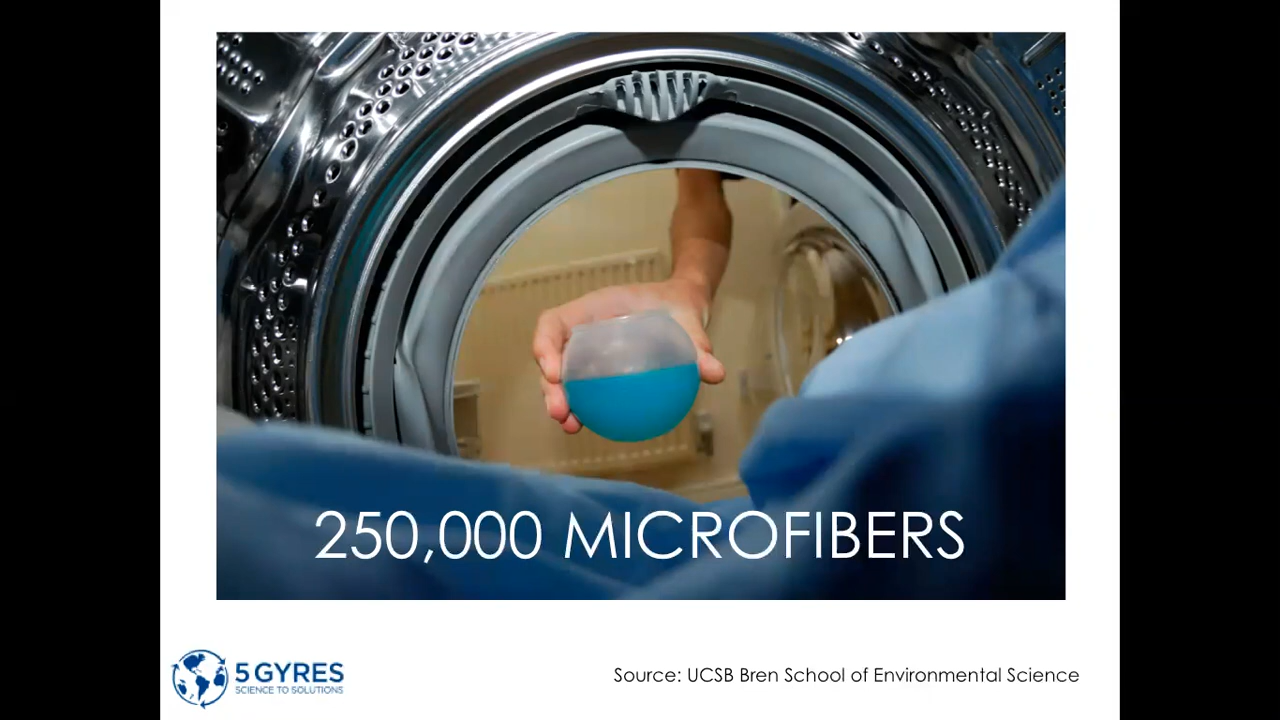 250,000 MICROFIBERS
5 GYRES
SCIENCE TO SOLUTIONS
Source: UCSB Bren School of Environmental Science